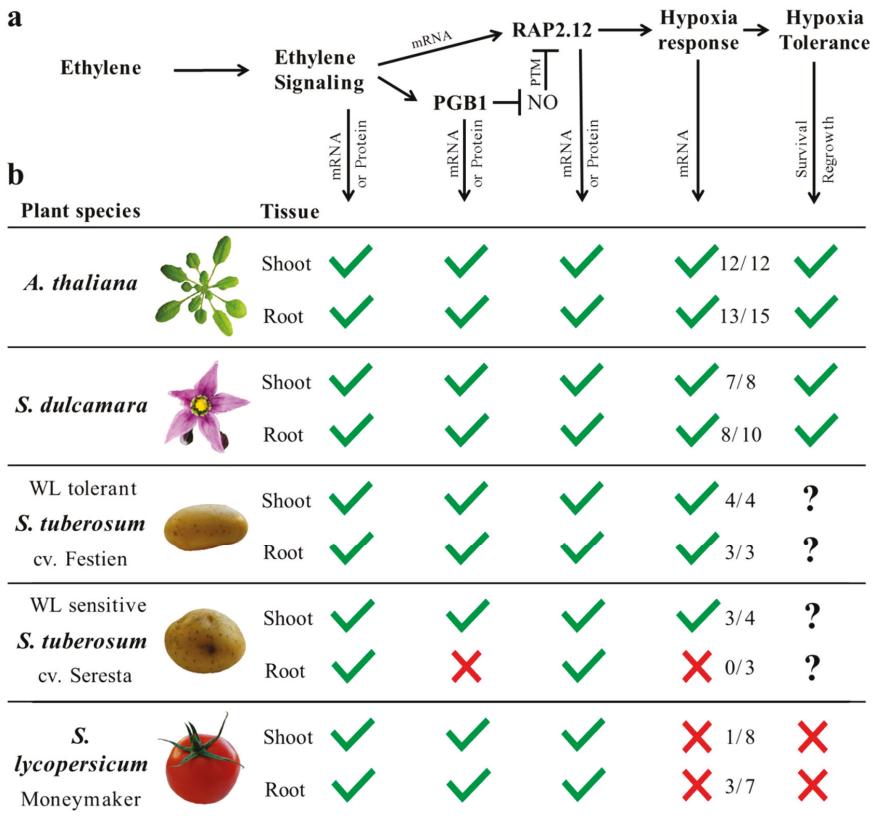 a
Ethylene
Ethylene
Signaling
mRNA
RAP2.12
Hypoxia
response
Hypoxia
Tolerance
PGB1
NO
PTM
mRNA
or Protein
mRNA
or Protein
mRNA
or Protein
mRNA
Survival
Regrowth
b
Plant species
Tissue
A. thaliana
Shoot
12/12
Root
13/15
S. dulcamara
Shoot
7/8
Root
8/10
WL tolerant
S. tuberosum
cv. Festien
Shoot
4/4
?
Root
3/3
?
WL sensitive
S. tuberosum
cv. Seresta
Shoot
3/4
?
Root
0/3
?
S.
lycopersicum
Moneymaker
Shoot
1/8
Root
3/7